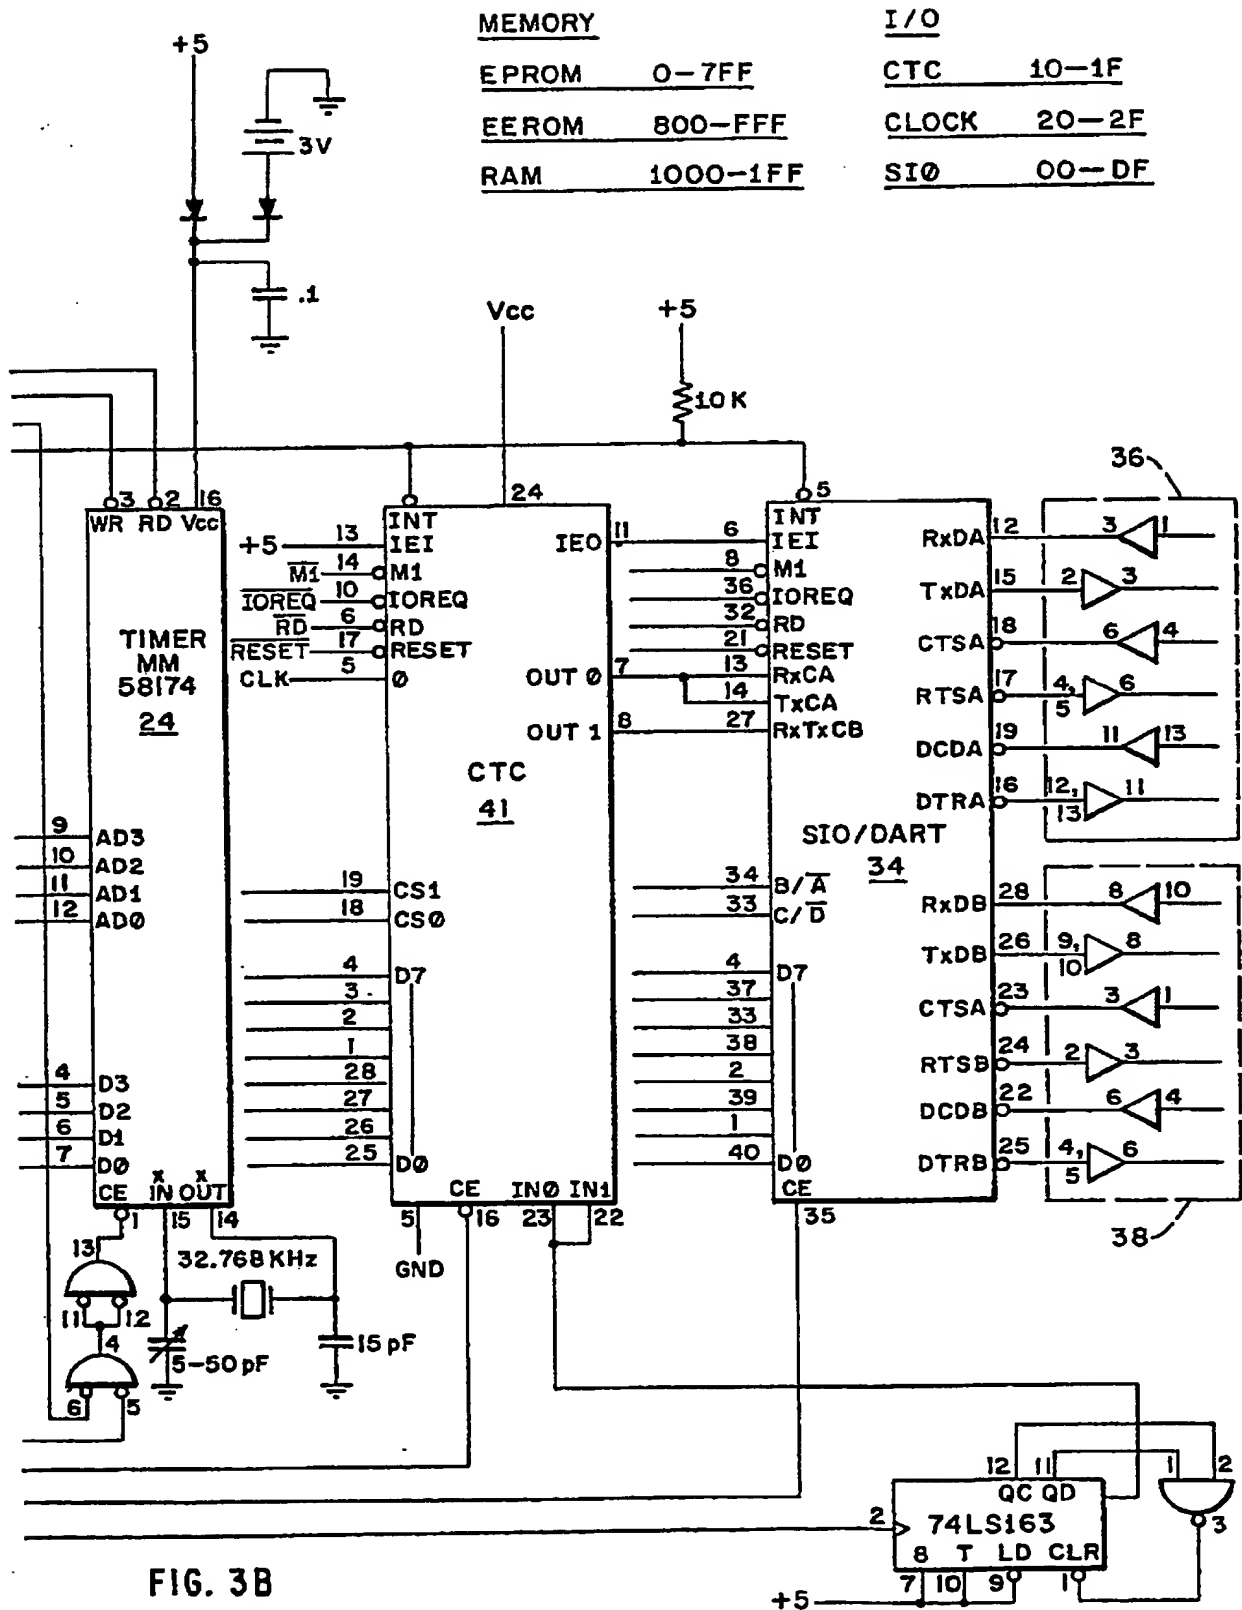 MEMORY I/O
EPROM 0-7FF CTC 10-1F
EEROM 800-FFF CLOCK 20-2F
RAM 1000-1FF SIØ 00-DF
+5
3V
.1
Vcc +5
10K
36
3 2 16 24 5
WR RD Vcc INT INT
+5 13 IEI IEO 11 6 IEI
M1 14 M1 8 M1
IOREQ 10 IOREQ 36 IOREQ
RD 6 RD 32 RD
RESET 17 RESET 21 RESET
CLK 5 Ø OUT Ø 7 13 RxCA
14 TxCA
OUT 1 8 27 RxTxCB
TIMER
MM
58174
24
CTC
41
SIO/DART
34
RxDA 12 3 1
TxDA 15 2 3
CTSA 18 6 4
RTSA 17 4, 5 6
DCDA 19 11 13
DTRA 16 12, 13 11
9 AD3
10 AD2
11 AD1
12 AD0
19 CS1
18 CSØ
34 B/A
33 C/D
RxDB 28 8 10
TxDB 26 9, 10 8
CTSA 23 3 1
RTSB 24 2 3
DCDB 22 6 4
DTRB 25 4, 5 6
4 D7 4 D7
3 37
2 33
1 38
28 2
27 39
26 1
25 DØ 40 DØ
4 D3
5 D2
6 D1
7 DØ
CE X IN X OUT CE INØ IN1 CE
1 15 14 5 16 23 22 35
38
13 32.768KHz GND
11 12
4 5-50pF 15pF
6 5
12 11 1 2
QC QD
2 74LS163 3
8 T LD CLR
7 10 9 1
+5
FIG. 3B